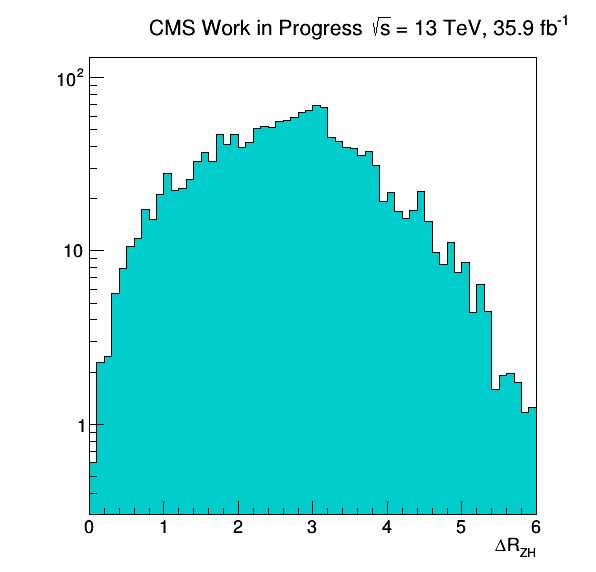 CMS Work in Progress √s = 13 TeV, 35.9 fb⁻¹
10²
10
1
0 1 2 3 4 5 6
ΔR_ZH